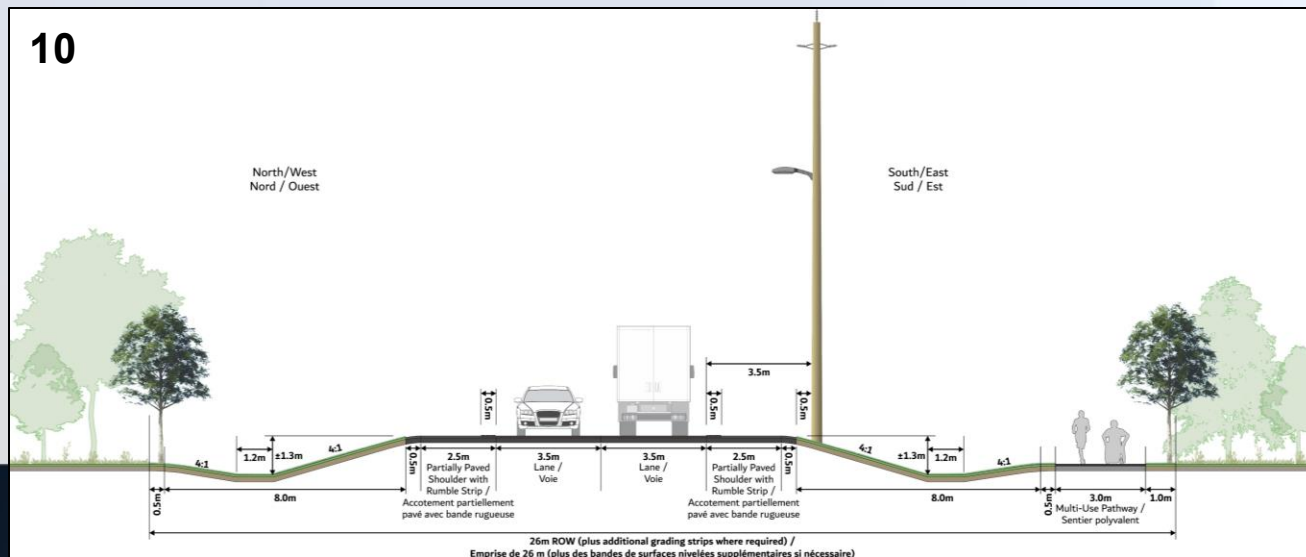 10
North/West
Nord / Ouest
South/East
Sud / Est
3.5m
0.5m
0.5m
0.5m
4:1
1.2m
±1.3m
4:1
0.5m
2.5m
Partially Paved
Shoulder with
Rumble Strip /
Accotement partiellement
pavé avec bande rugueuse
3.5m
Lane /
Voie
3.5m
Lane /
Voie
2.5m
Partially Paved
Shoulder with
Rumble Strip /
Accotement partiellement
pavé avec bande rugueuse
0.5m
4:1
±1.3m
1.2m
4:1
0.5m
8.0m
8.0m
0.5m
3.0m
Multi-Use Pathway /
Sentier polyvalent
1.0m
26m ROW (plus additional grading strips where required) /
Emprise de 26 m (plus des bandes de surfaces nivelées supplémentaires si nécessaire)